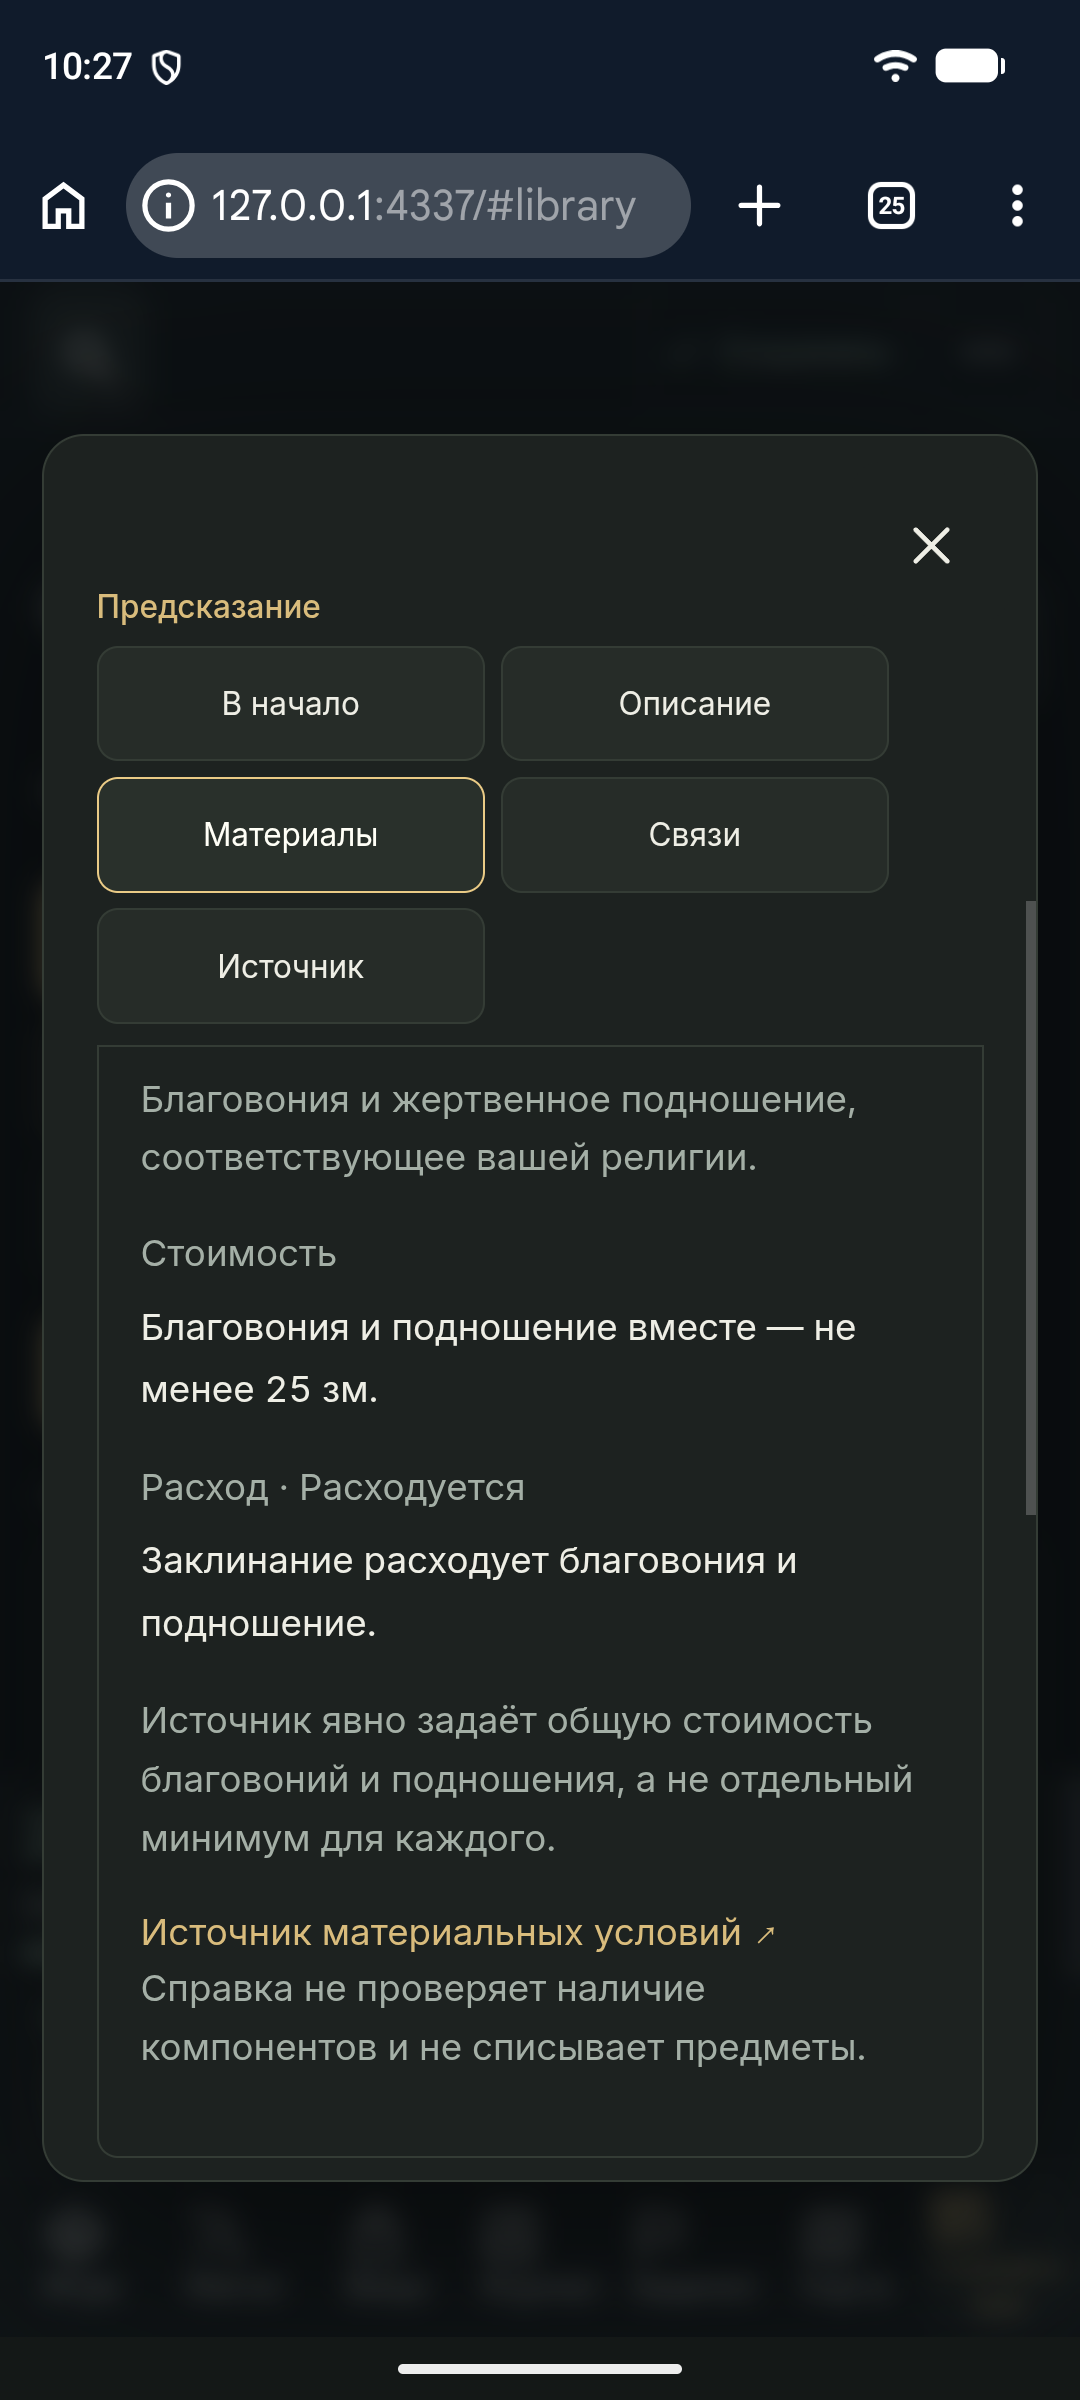 10:27
127.0.0.1:4337/#library
25
Предсказание
В начало
Описание
Материалы
Связи
Источник
Благовония и жертвенное подношение,
соответствующее вашей религии.
Стоимость
Благовония и подношение вместе — не
менее 25 зм.
Расход · Расходуется
Заклинание расходует благовония и
подношение.
Источник явно задаёт общую стоимость
благовоний и подношения, а не отдельный
минимум для каждого.
Источник материальных условий ↗
Справка не проверяет наличие
компонентов и не списывает предметы.